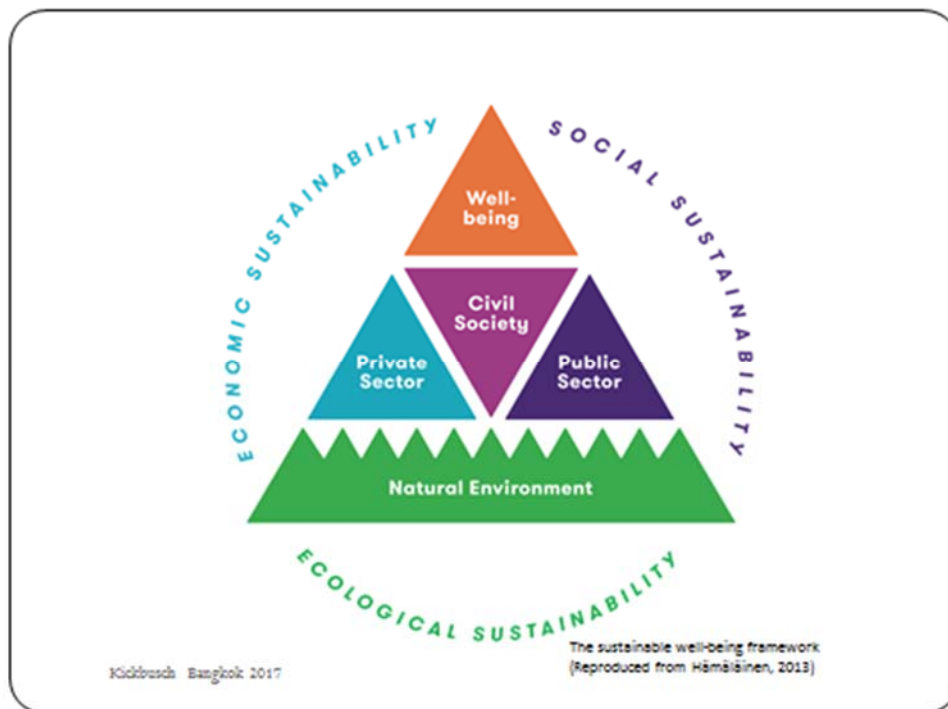 ECONOMIC SUSTAINABILITY
SOCIAL SUSTAINABILITY
Well-
being
Civil
Society
Private
Sector
Public
Sector
Natural Environment
ECOLOGICAL SUSTAINABILITY
The sustainable well-being framework
(Reproduced from Hämäläinen, 2013)
Kickbusch Bangkok 2017